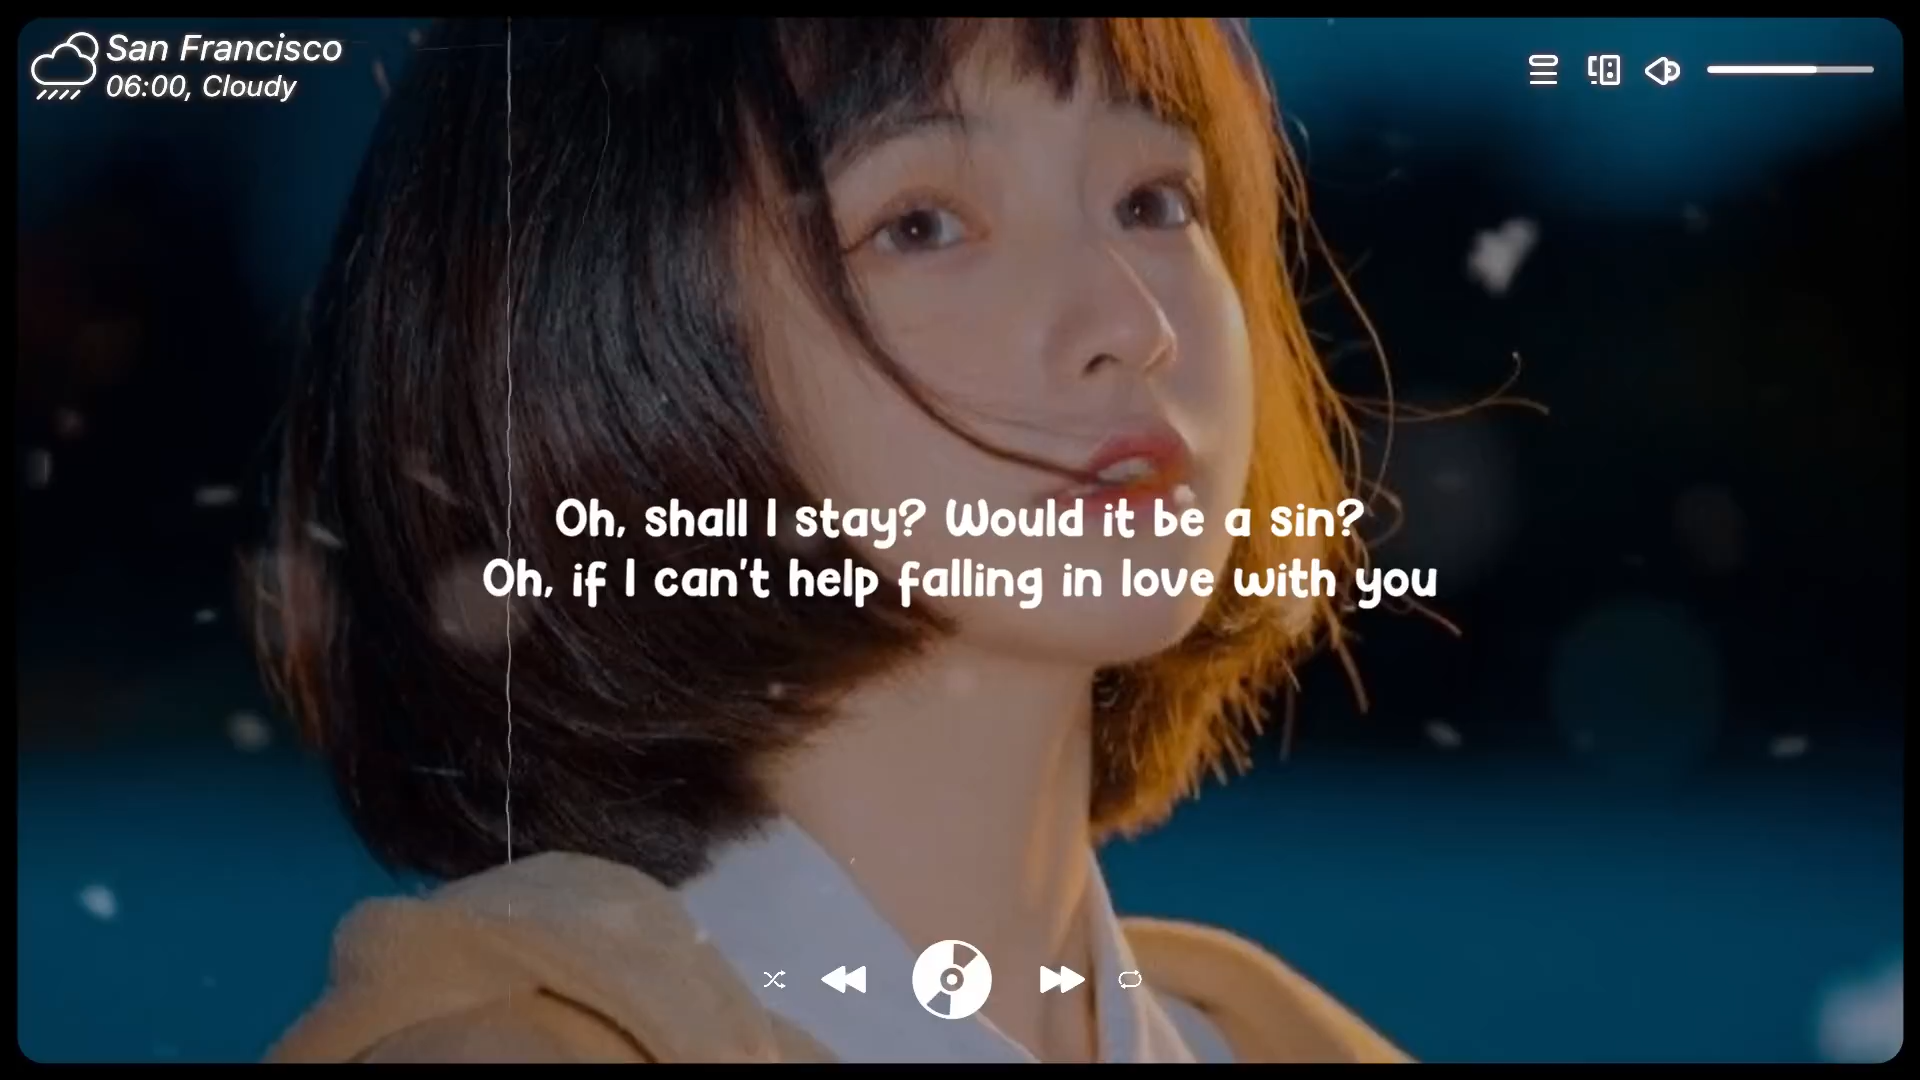 San Francisco
06:00, Cloudy
Oh, shall I stay? Would it be a sin?
Oh, if I can't help falling in love with you